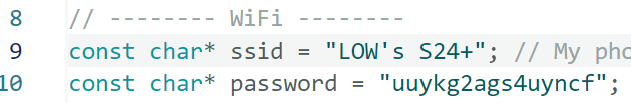 8 // -------- WiFi --------
9 const char* ssid = "LOW's S24+"; // My pho
10 const char* password = "uuykg2ags4uyncf";